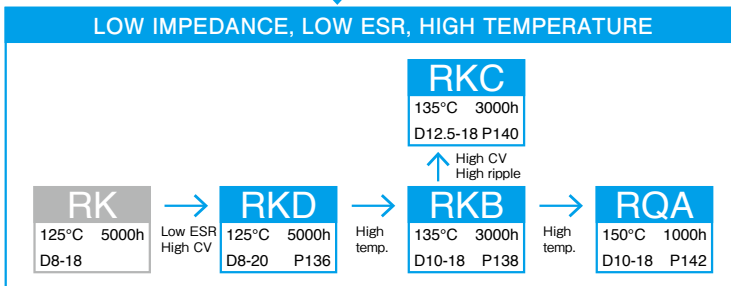 LOW IMPEDANCE, LOW ESR, HIGH TEMPERATURE
RKC
135°C 3000h
D12.5-18 P140
High CV
High ripple
RK
125°C 5000h
D8-18
Low ESR
High CV
RKD
125°C 5000h
D8-20 P136
High
temp.
RKB
135°C 3000h
D10-18 P138
High
temp.
RQA
150°C 1000h
D10-18 P142